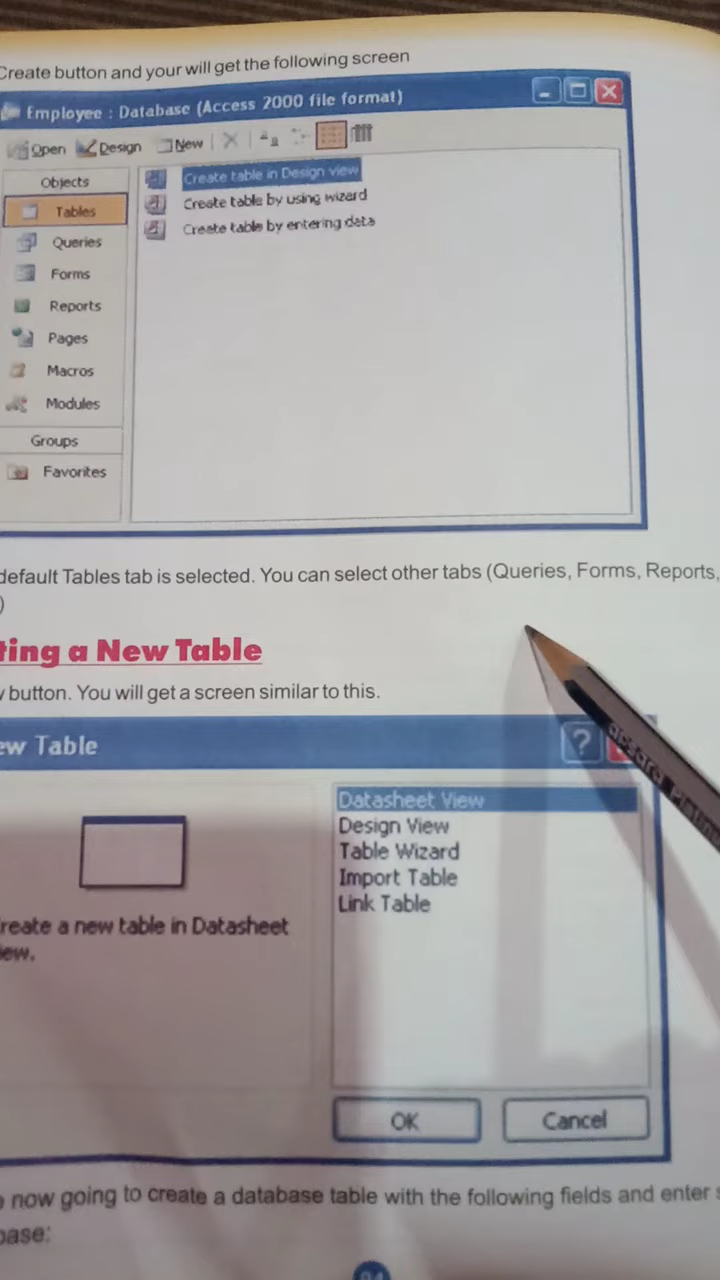 Create button and your will get the following screen
Employee : Database (Access 2000 file format)
Open Design New
Objects
Tables
Queries
Forms
Reports
Pages
Macros
Modules
Groups
Favorites
Create table in Design view
Create table by using wizard
Create table by entering data
default Tables tab is selected. You can select other tabs (Queries, Forms, Reports,
)
ting a New Table
button. You will get a screen similar to this.
ew Table
?
reate a new table in Datasheet
iew.
Datasheet View
Design View
Table Wizard
Import Table
Link Table
OK Cancel
apsara
now going to create a database table with the following fields and enter s
base: